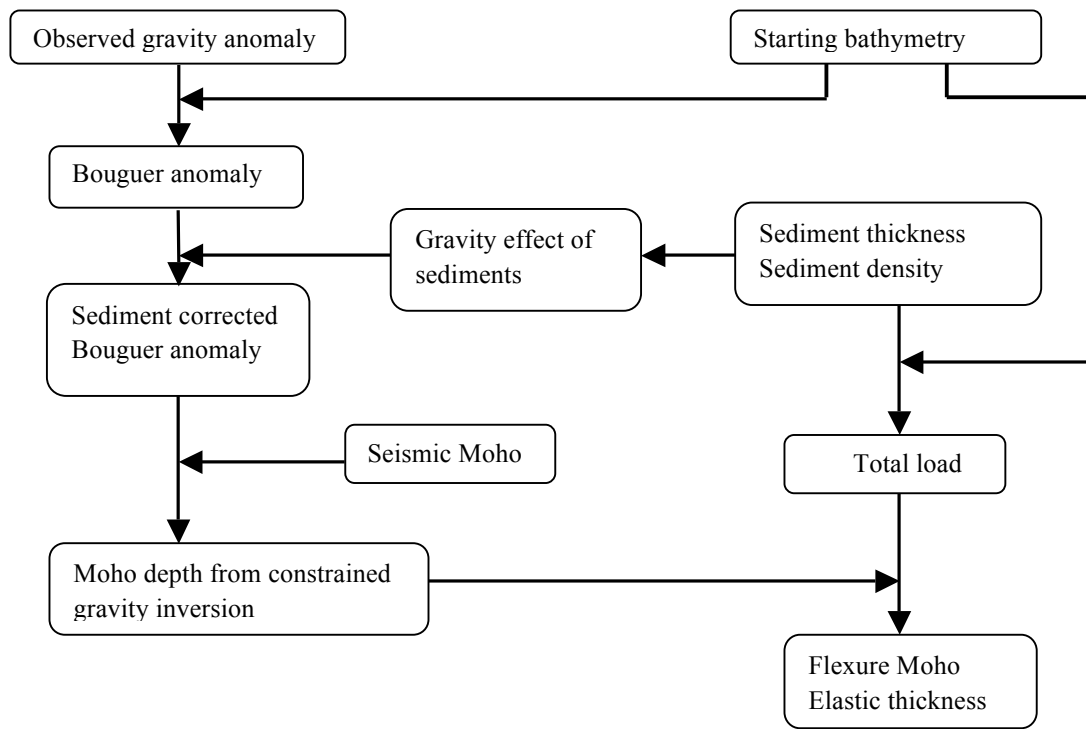 Observed gravity anomaly
Starting bathymetry
Bouguer anomaly
Gravity effect of
sediments
Sediment thickness
Sediment density
Sediment corrected
Bouguer anomaly
Seismic Moho
Total load
Moho depth from constrained
gravity inversion
Flexure Moho
Elastic thickness